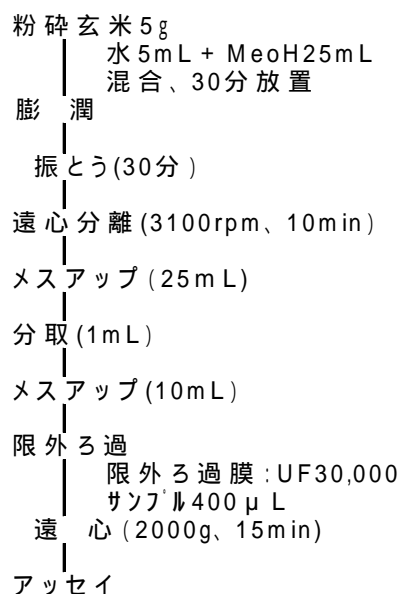 粉砕玄米5g
水5mL + MeoH25mL
混合、30分放置
膨 潤
振とう(30分)
遠心分離(3100rpm、10min)
メスアップ(25mL)
分取(1mL)
メスアップ(10mL)
限外ろ過
限外ろ過膜:UF30,000
サンプル400μL
遠 心(2000g、15min)
アッセイ